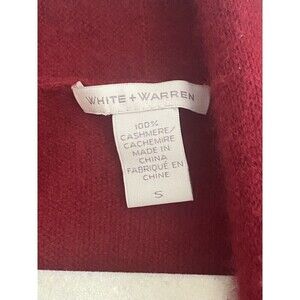 WHITE + WARREN
100%
CASHMERE/
CACHEMIRE
MADE IN
CHINA
FABRIQUÉ EN
CHINE
S